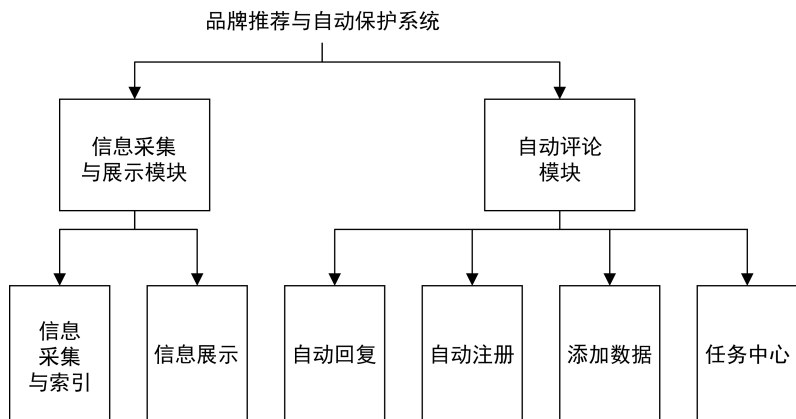 品牌推荐与自动保护系统
信息采集
与展示模块
自动评论
模块
信息
采集
与索引
信息展示
自动回复
自动注册
添加数据
任务中心